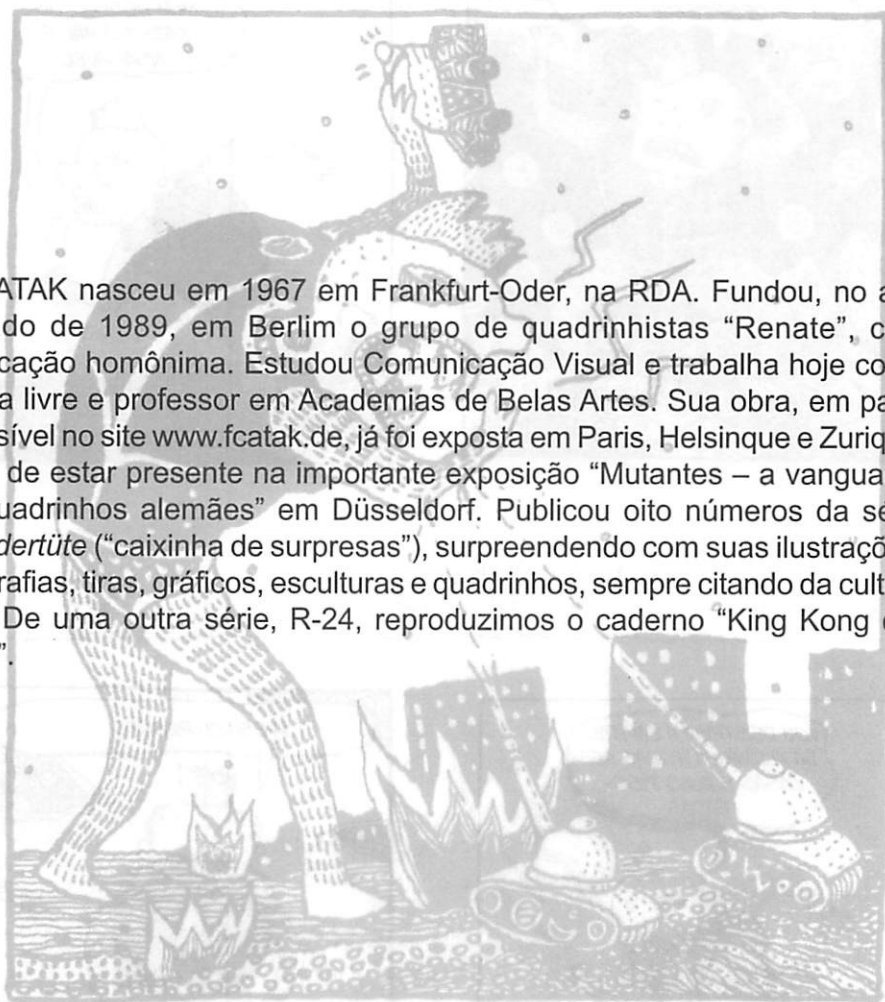 ATAK nasceu em 1967 em Frankfurt-Oder, na RDA. Fundou, no a
do de 1989, em Berlim o grupo de quadrinhistas “Renate”, c
cação homônima. Estudou Comunicação Visual e trabalha hoje co
a livre e professor em Academias de Belas Artes. Sua obra, em pa
sível no site www.fcatak.de, já foi exposta em Paris, Helsinque e Zuriq
de estar presente na importante exposição “Mutantes – a vangua
uadrinhos alemães” em Düsseldorf. Publicou oito números da sé
dertüte (“caixinha de surpresas”), surpreendendo com suas ilustraçõ
rafias, tiras, gráficos, esculturas e quadrinhos, sempre citando da cult
De uma outra série, R-24, reproduzimos o caderno “King Kong
”.